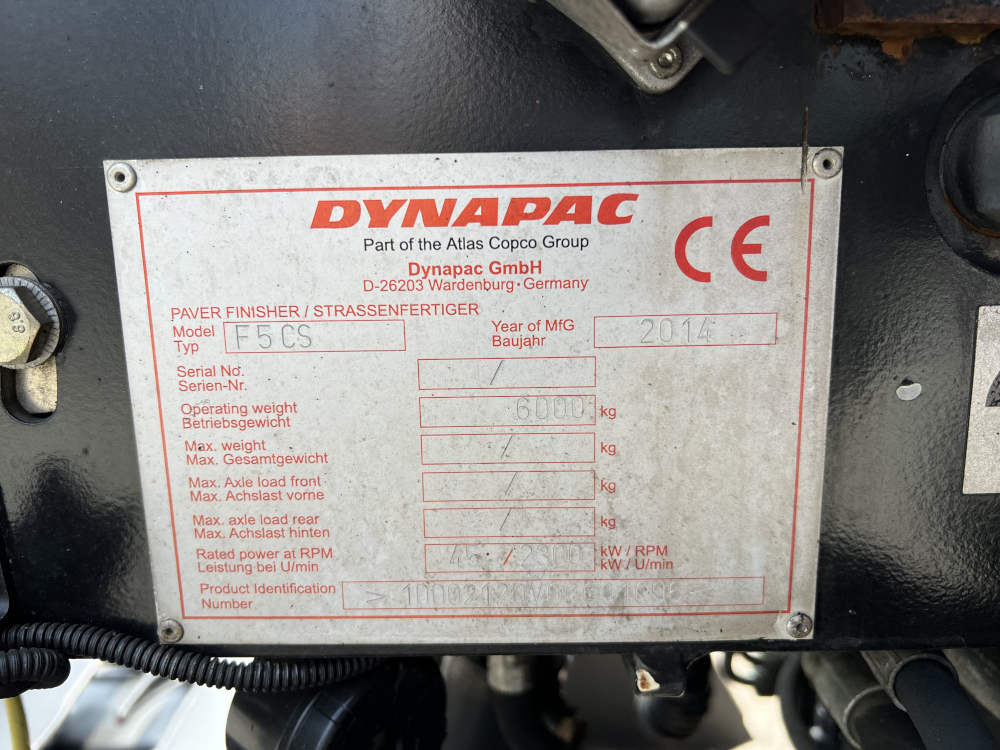 DYNAPAC
Part of the Atlas Copco Group
CE
Dynapac GmbH
D-26203 Wardenburg · Germany
PAVER FINISHER / STRASSENFERTIGER
Model F5CS Year of MfG 2014
Typ Baujahr
Serial No. /
Serien-Nr.
Operating weight 6000 kg
Betriebsgewicht
Max. weight / kg
Max. Gesamtgewicht
Max. Axle load front / kg
Max. Achslast vorne
Max. axle load rear / kg
Max. Achslast hinten
Rated power at RPM 45 / 2300 kW / RPM
Leistung bei U/min kW / U/min
Product Identification
Number
8.8